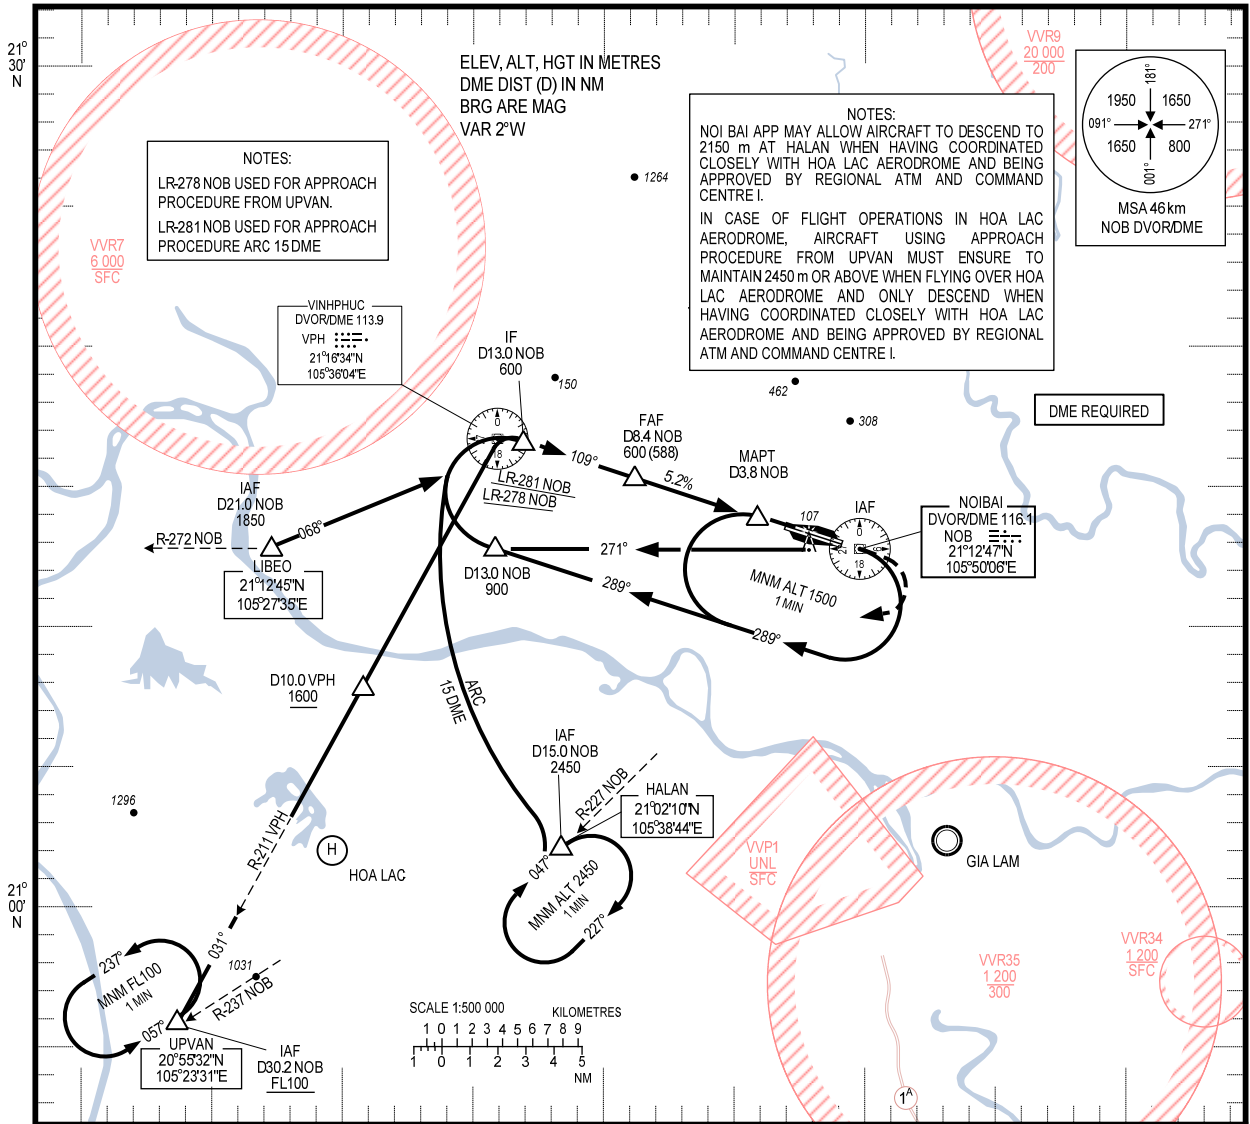 21°
30'
N
ELEV, ALT, HGT IN METRES
DME DIST (D) IN NM
BRG ARE MAG
VAR 2°W
VVR9
20 000
200
181°
1950
1650
091°
271°
1650
800
001°
MSA 46 km
NOB DVOR/DME
NOTES:
LR-278 NOB USED FOR APPROACH
PROCEDURE FROM UPVAN.
LR-281 NOB USED FOR APPROACH
PROCEDURE ARC 15 DME
NOTES:
NOI BAI APP MAY ALLOW AIRCRAFT TO DESCEND TO
2150 m AT HALAN WHEN HAVING COORDINATED
CLOSELY WITH HOA LAC AERODROME AND BEING
APPROVED BY REGIONAL ATM AND COMMAND
CENTRE I.
IN CASE OF FLIGHT OPERATIONS IN HOA LAC
AERODROME, AIRCRAFT USING APPROACH
PROCEDURE FROM UPVAN MUST ENSURE TO
MAINTAIN 2450 m OR ABOVE WHEN FLYING OVER HOA
LAC AERODROME AND ONLY DESCEND WHEN
HAVING COORDINATED CLOSELY WITH HOA LAC
AERODROME AND BEING APPROVED BY REGIONAL
ATM AND COMMAND CENTRE I.
1264
VVR7
6 000
SFC
VINHPHUC
DVOR/DME 113.9
VPH
21°16'34"N
105°36'04"E
IF
D13.0 NOB
600
150
462
308
DME REQUIRED
0
18
109°
FAF
D8.4 NOB
600 (588)
5.2%
MAPT
D3.8 NOB
LR-281 NOB
LR-278 NOB
IAF
D21.0 NOB
1850
R-272 NOB
068°
LIBEO
21°12'45"N
105°27'35"E
D13.0 NOB
900
271°
289°
289°
107
IAF
0
6
18
NOIBAI
DVOR/DME 116.1
NOB
21°12'47"N
105°50'06"E
MNM ALT 1500
1 MIN
D10.0 VPH
1600
ARC
15 DME
IAF
D15.0 NOB
2450
R-227 NOB
HALAN
21°02'10"N
105°38'44"E
047°
MNM ALT 2450
1 MIN
227°
1296
R-211 VPH
H
HOA LAC
VVP1
UNL
SFC
GIA LAM
21°
00'
N
031°
237°
MNM FL100
1 MIN
057°
1031
R-237 NOB
UPVAN
20°55'32"N
105°23'31"E
IAF
D30.2 NOB
FL100
SCALE 1:500 000
KILOMETRES
1 0 1 2 3 4 5 6 7 8 9
1 0 1 2 3 4 5
NM
VVR35
1 200
300
VVR34
1 200
SFC
1A